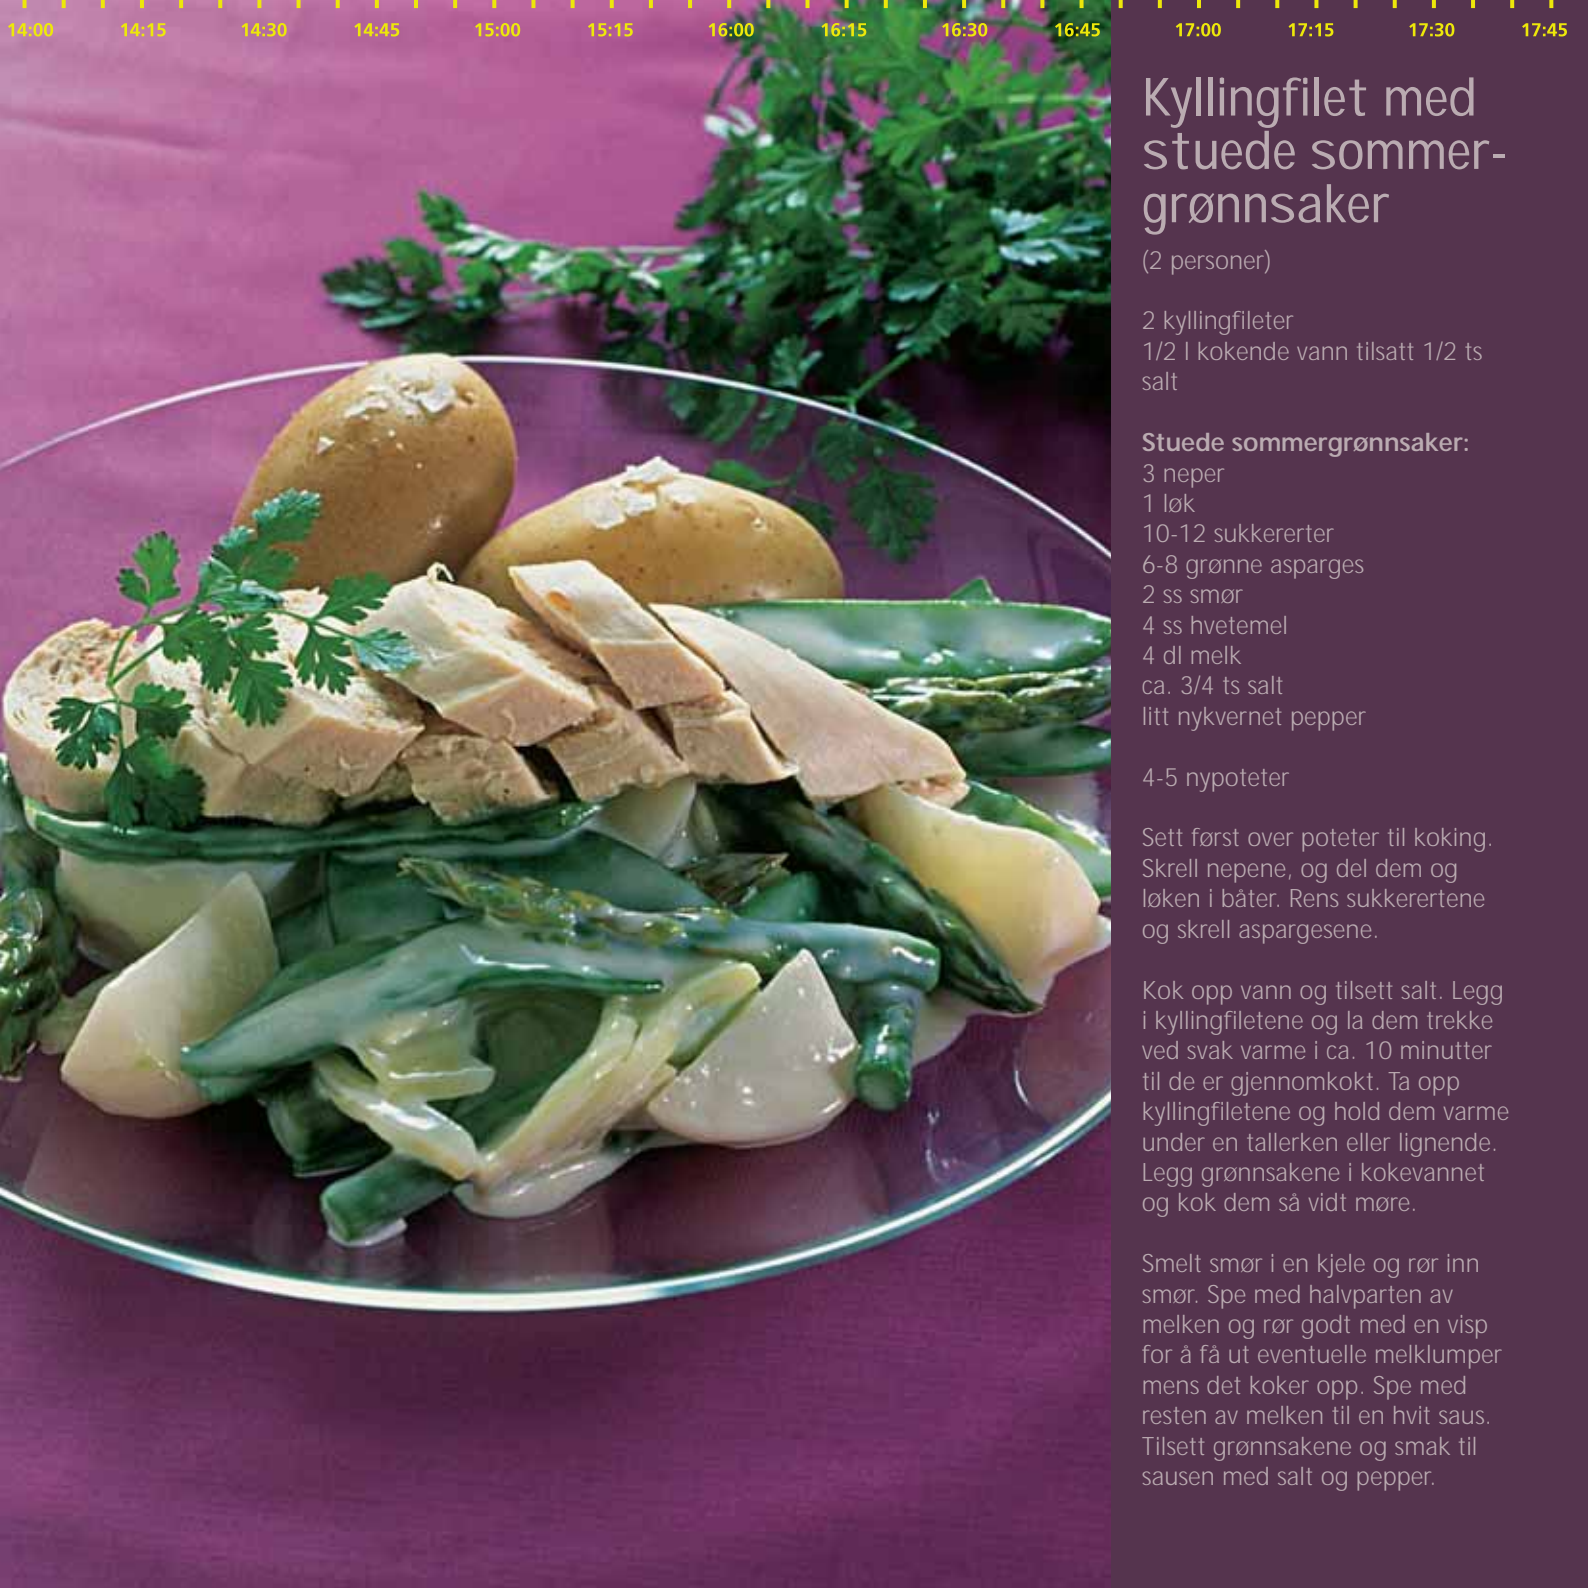 14:00 14:15 14:30 14:45 15:00 15:15 16:00 16:15 16:30 16:45 17:00 17:15 17:30 17:45
Kyllingfilet med
stuede sommer-
grønnsaker
(2 personer)
2 kyllingfileter
1/2 l kokende vann tilsatt 1/2 ts
salt
Stuede sommergrønnsaker:
3 neper
1 løk
10-12 sukkererter
6-8 grønne asparges
2 ss smør
4 ss hvetemel
4 dl melk
ca. 3/4 ts salt
litt nykvernet pepper
4-5 nypoteter
Sett først over poteter til koking.
Skrell nepene, og del dem og
løken i båter. Rens sukkerertene
og skrell aspargesene.
Kok opp vann og tilsett salt. Legg
i kyllingfiletene og la dem trekke
ved svak varme i ca. 10 minutter
til de er gjennomkokt. Ta opp
kyllingfiletene og hold dem varme
under en tallerken eller lignende.
Legg grønnsakene i kokevannet
og kok dem så vidt møre.
Smelt smør i en kjele og rør inn
smør. Spe med halvparten av
melken og rør godt med en visp
for å få ut eventuelle melklumper
mens det koker opp. Spe med
resten av melken til en hvit saus.
Tilsett grønnsakene og smak til
sausen med salt og pepper.